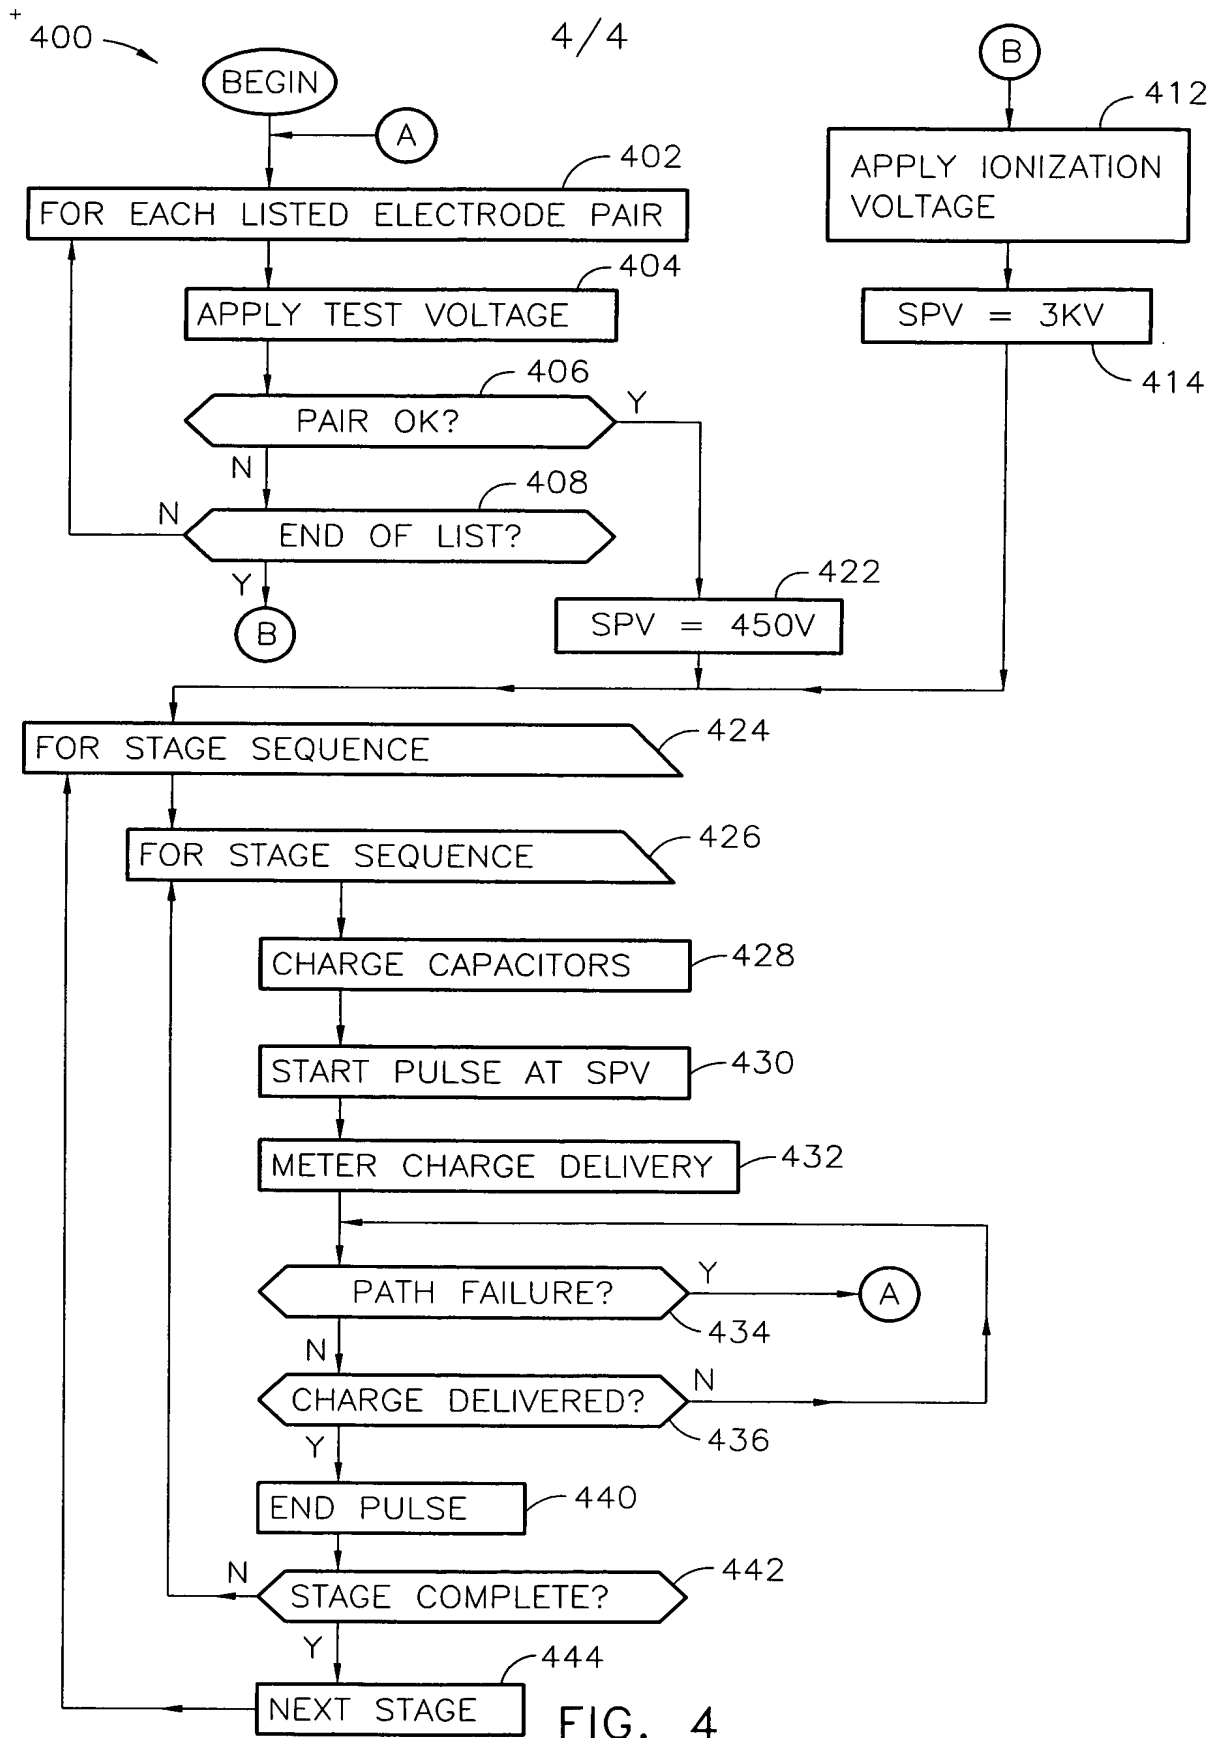 +
400
4/4
BEGIN
A
402
FOR EACH LISTED ELECTRODE PAIR
404
APPLY TEST VOLTAGE
406
PAIR OK?
Y
N
408
N
END OF LIST?
Y
B
B
412
APPLY IONIZATION
VOLTAGE
SPV = 3KV
414
422
SPV = 450V
FOR STAGE SEQUENCE
424
FOR STAGE SEQUENCE
426
CHARGE CAPACITORS
428
START PULSE AT SPV
430
METER CHARGE DELIVERY
432
PATH FAILURE?
Y
A
434
N
CHARGE DELIVERED?
N
436
Y
END PULSE
440
N
STAGE COMPLETE?
442
Y
444
NEXT STAGE
FIG. 4